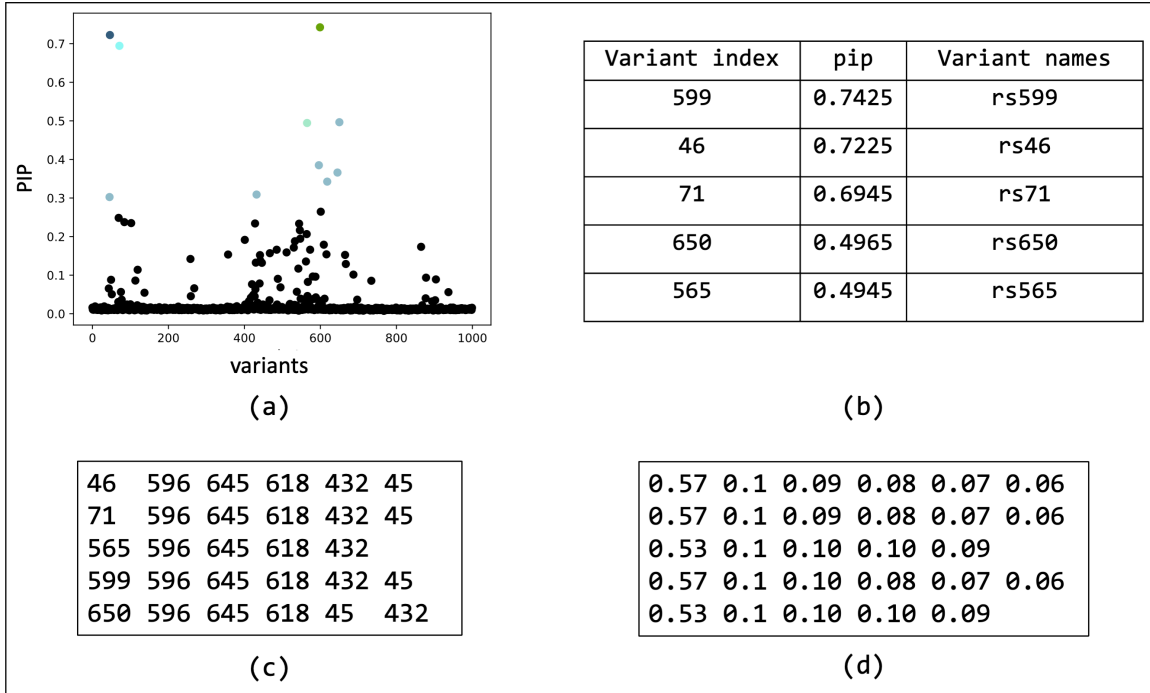 0.7
0.6
0.5
0.4
0.3
0.2
0.1
0.0
PIP
0 200 400 600 800 1000
variants
(a)
Variant index pip Variant names
599 0.7425 rs599
46 0.7225 rs46
71 0.6945 rs71
650 0.4965 rs650
565 0.4945 rs565
(b)
46 596 645 618 432 45
71 596 645 618 432 45
565 596 645 618 432
599 596 645 618 432 45
650 596 645 618 45 432
(c)
0.57 0.1 0.09 0.08 0.07 0.06
0.57 0.1 0.09 0.08 0.07 0.06
0.53 0.1 0.10 0.10 0.09
0.57 0.1 0.10 0.08 0.07 0.06
0.53 0.1 0.10 0.10 0.09
(d)